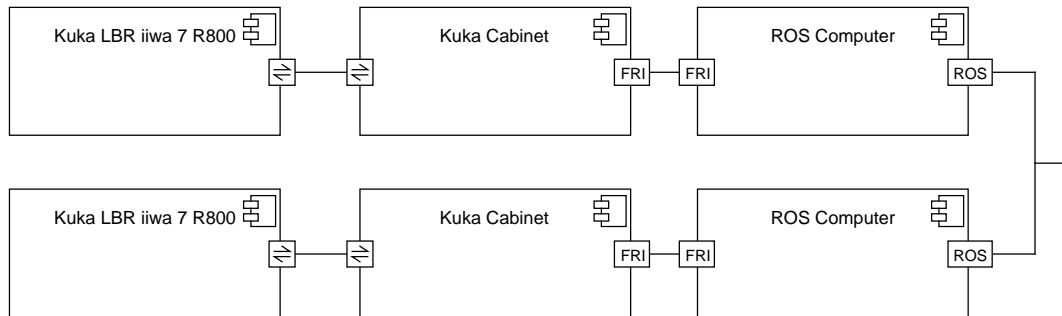 Kuka LBR iiwa 7 R800 Kuka Cabinet ROS Computer
FRI FRI ROS
Kuka LBR iiwa 7 R800 Kuka Cabinet ROS Computer
FRI FRI ROS